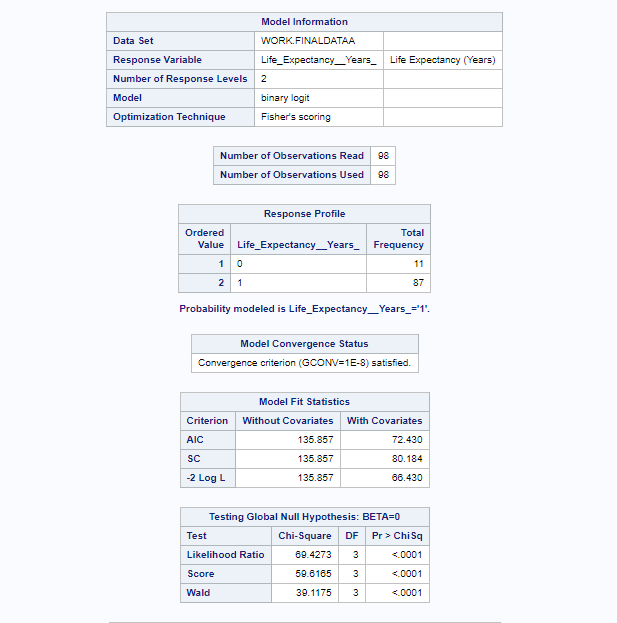 Model Information
Data Set WORK.FINALDATAA
Response Variable Life_Expectancy__Years_ Life Expectancy (Years)
Number of Response Levels 2
Model binary logit
Optimization Technique Fisher's scoring
Number of Observations Read 98
Number of Observations Used 98
Response Profile
Ordered Total
Value Life_Expectancy__Years_ Frequency
1 0 11
2 1 87
Probability modeled is Life_Expectancy__Years_='1'.
Model Convergence Status
Convergence criterion (GCONV=1E-8) satisfied.
Model Fit Statistics
Criterion Without Covariates With Covariates
AIC 135.857 72.430
SC 135.857 80.184
-2 Log L 135.857 66.430
Testing Global Null Hypothesis: BETA=0
Test Chi-Square DF Pr > ChiSq
Likelihood Ratio 69.4273 3 <.0001
Score 59.6165 3 <.0001
Wald 39.1175 3 <.0001